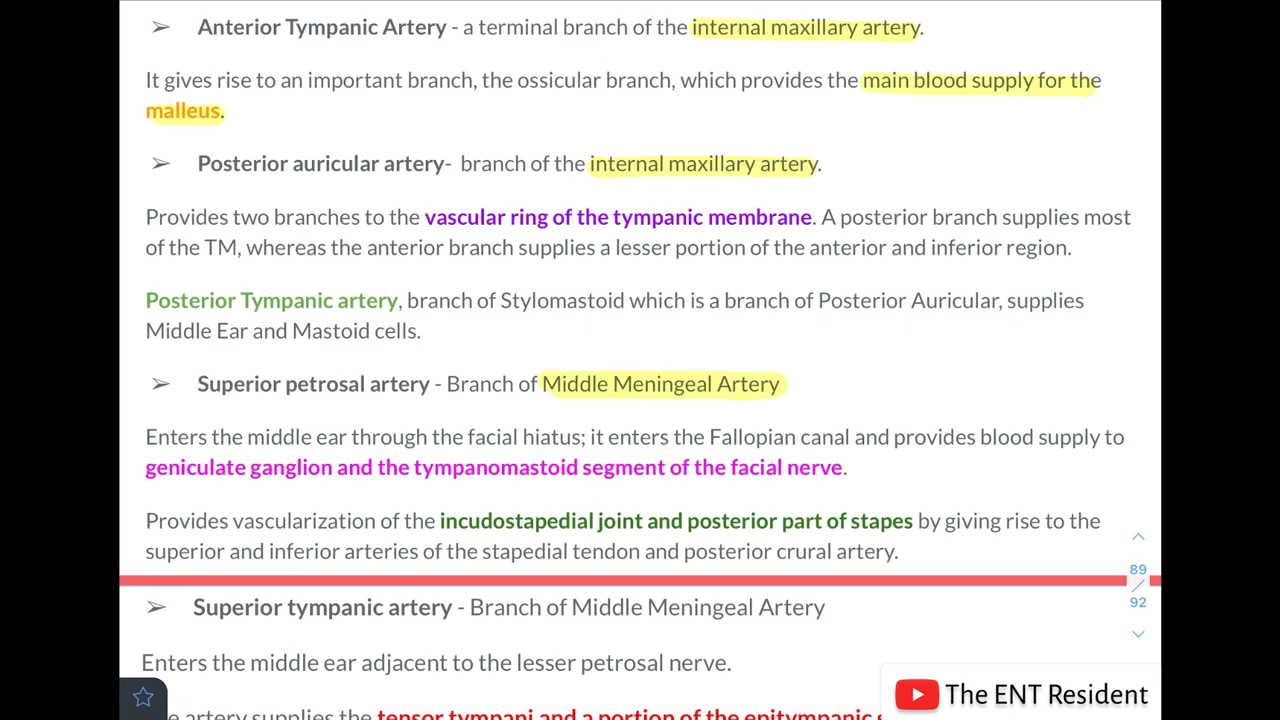 ➢ Anterior Tympanic Artery - a terminal branch of the internal maxillary artery.
It gives rise to an important branch, the ossicular branch, which provides the main blood supply for the
malleus.
➢ Posterior auricular artery- branch of the internal maxillary artery.
Provides two branches to the vascular ring of the tympanic membrane. A posterior branch supplies most
of the TM, whereas the anterior branch supplies a lesser portion of the anterior and inferior region.
Posterior Tympanic artery, branch of Stylomastoid which is a branch of Posterior Auricular, supplies
Middle Ear and Mastoid cells.
➢ Superior petrosal artery - Branch of Middle Meningeal Artery
Enters the middle ear through the facial hiatus; it enters the Fallopian canal and provides blood supply to
geniculate ganglion and the tympanomastoid segment of the facial nerve.
Provides vascularization of the incudostapedial joint and posterior part of stapes by giving rise to the
superior and inferior arteries of the stapedial tendon and posterior crural artery.
89
/
92
➢ Superior tympanic artery - Branch of Middle Meningeal Artery
Enters the middle ear adjacent to the lesser petrosal nerve.
artery supplies the tensor tympani and a portion of the epitympanic
The ENT Resident